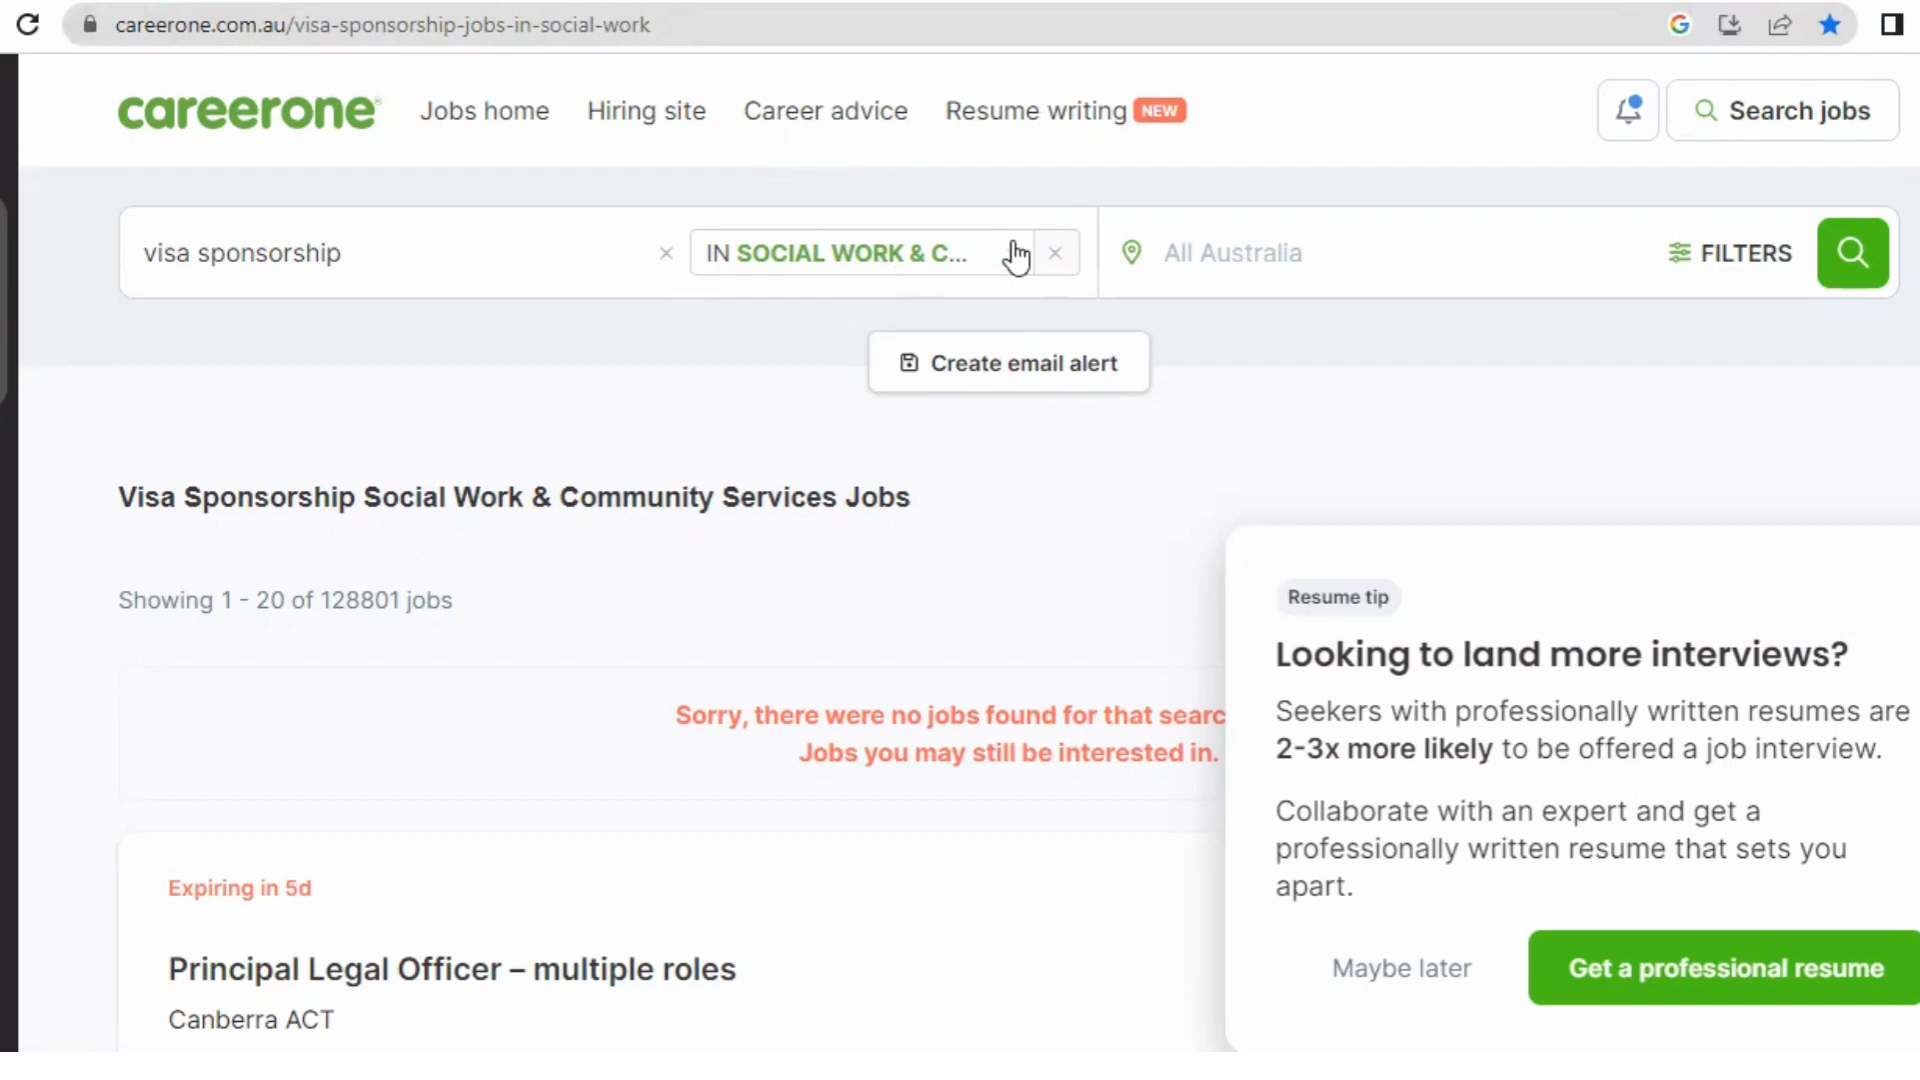 careerone.com.au/visa-sponsorship-jobs-in-social-work
careerone
Jobs home
Hiring site
Career advice
Resume writing NEW
Search jobs
visa sponsorship
IN SOCIAL WORK & C...
All Australia
FILTERS
Create email alert
Visa Sponsorship Social Work & Community Services Jobs
Showing 1 - 20 of 128801 jobs
Sorry, there were no jobs found for that searc
Jobs you may still be interested in.
Expiring in 5d
Principal Legal Officer – multiple roles
Canberra ACT
Resume tip
Looking to land more interviews?
Seekers with professionally written resumes are
2-3x more likely to be offered a job interview.
Collaborate with an expert and get a
professionally written resume that sets you
apart.
Maybe later
Get a professional resume